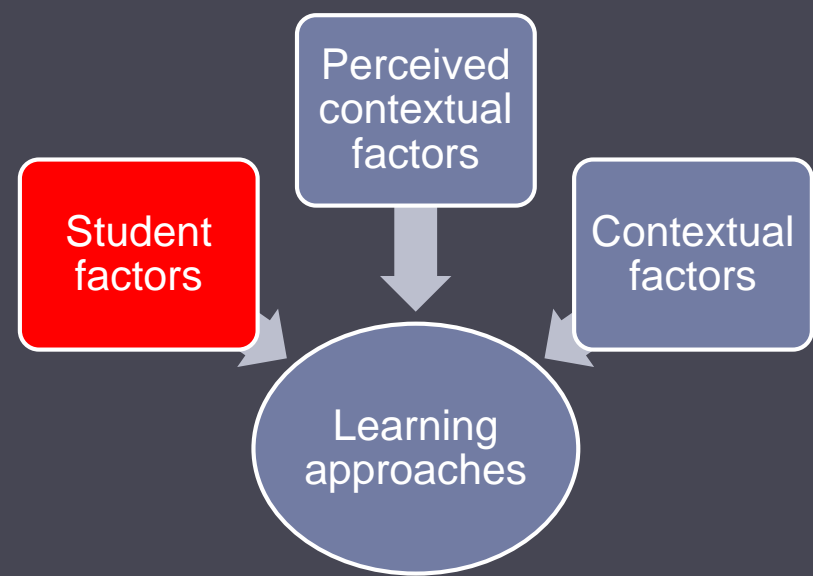 Perceived
contextual
factors
Student
factors
Contextual
factors
Learning
approaches